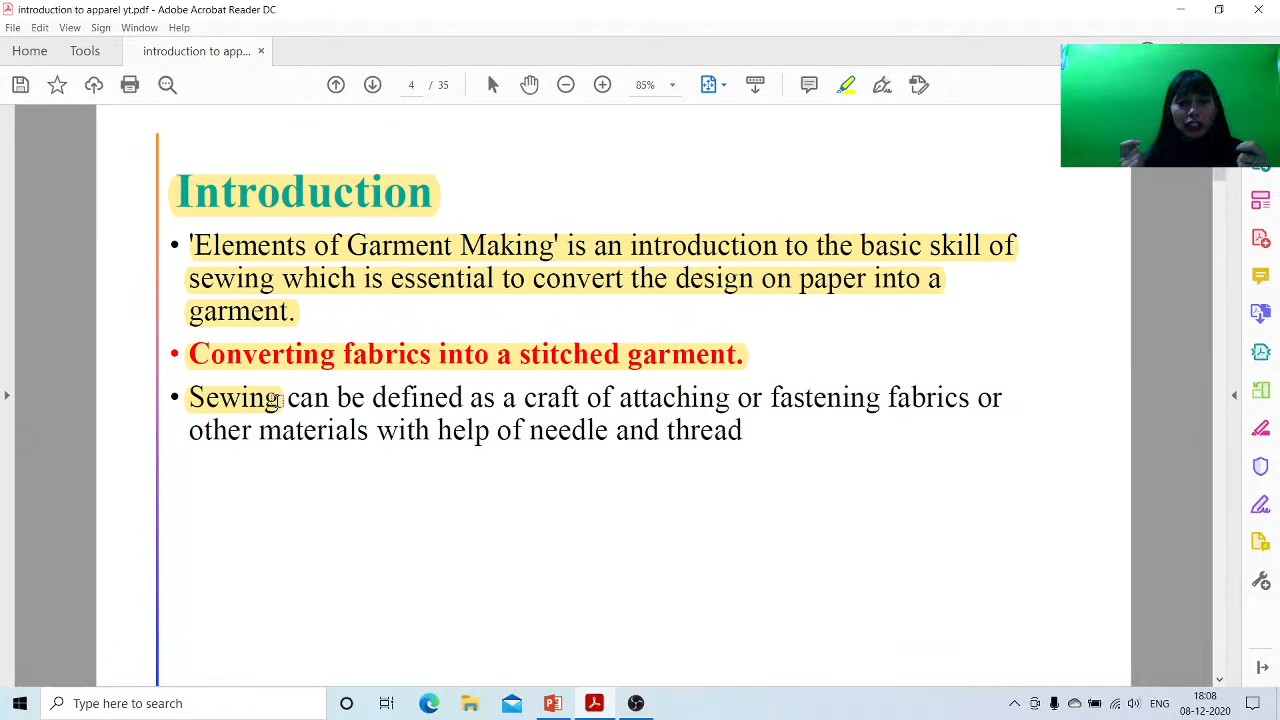 introduction to apparel yt.pdf - Adobe Acrobat Reader DC
File Edit View Sign Window Help
Home Tools introduction to app... ×
4 / 35 85%
Introduction
• 'Elements of Garment Making' is an introduction to the basic skill of
sewing which is essential to convert the design on paper into a
garment.
• Converting fabrics into a stitched garment.
• Sewing can be defined as a craft of attaching or fastening fabrics or
other materials with help of needle and thread
Type here to search
ENG
18:08
08-12-2020